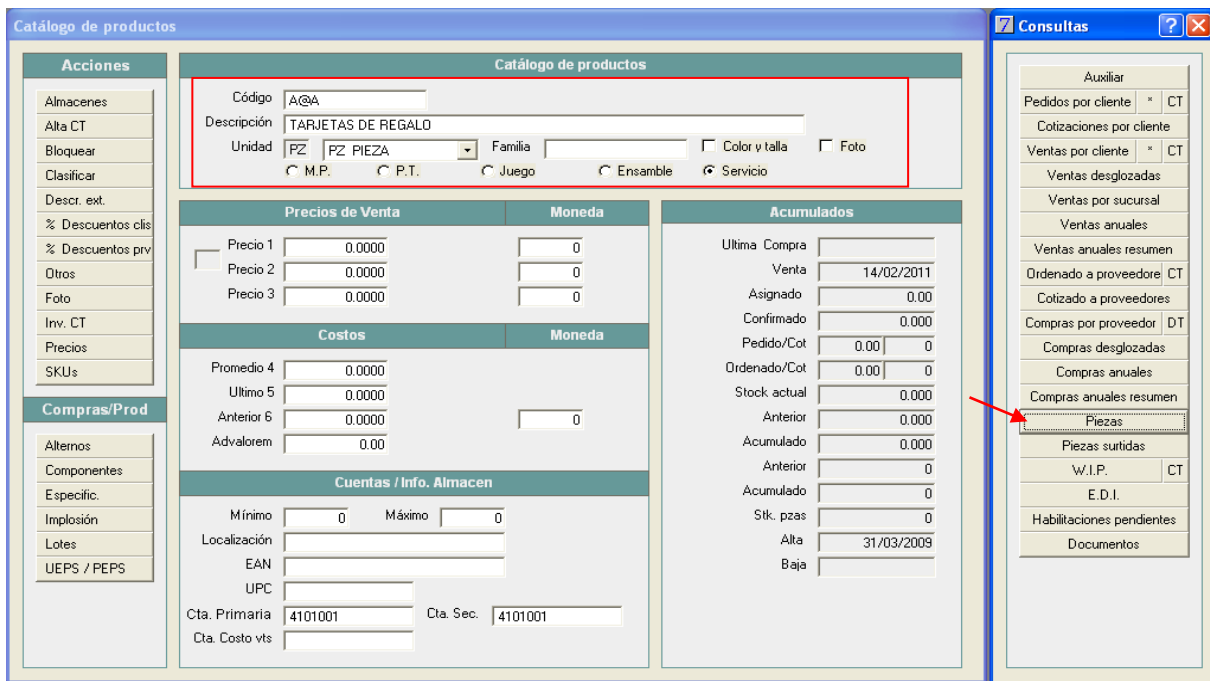 Catálogo de productos
Acciones
Almacenes
Alta CT
Bloquear
Clasificar
Descr. ext.
% Descuentos clis
% Descuentos prv
Otros
Foto
Inv. CT
Precios
SKUs
Compras/Prod
Alternos
Componentes
Especific.
Implosión
Lotes
UEPS / PEPS
Catálogo de productos
Código A@A
Descripción TARJETAS DE REGALO
Unidad PZ PZ PIEZA Familia Color y talla Foto
M.P. P.T. Juego Ensamble Servicio
Precios de Venta Moneda
Precio 1 0.0000 0
Precio 2 0.0000 0
Precio 3 0.0000 0
Costos Moneda
Promedio 4 0.0000
Ultimo 5 0.0000
Anterior 6 0.0000 0
Advalorem 0.00
Cuentas / Info. Almacen
Mínimo 0 Máximo 0
Localización
EAN
UPC
Cta. Primaria 4101001 Cta. Sec. 4101001
Cta. Costo vts
Acumulados
Ultima Compra
Venta 14/02/2011
Asignado 0.00
Confirmado 0.000
Pedido/Cot 0.00 0
Ordenado/Cot 0.00 0
Stock actual 0.000
Anterior 0.000
Acumulado 0.000
Anterior 0
Acumulado 0
Stk. pzas 0
Alta 31/03/2009
Baja
7 Consultas ? X
Auxiliar
Pedidos por cliente * CT
Cotizaciones por cliente
Ventas por cliente * CT
Ventas desglozadas
Ventas por sucursal
Ventas anuales
Ventas anuales resumen
Ordenado a proveedore CT
Cotizado a proveedores
Compras por proveedor DT
Compras desglozadas
Compras anuales
Compras anuales resumen
Piezas
Piezas surtidas
W.I.P. CT
E.D.I.
Habilitaciones pendientes
Documentos